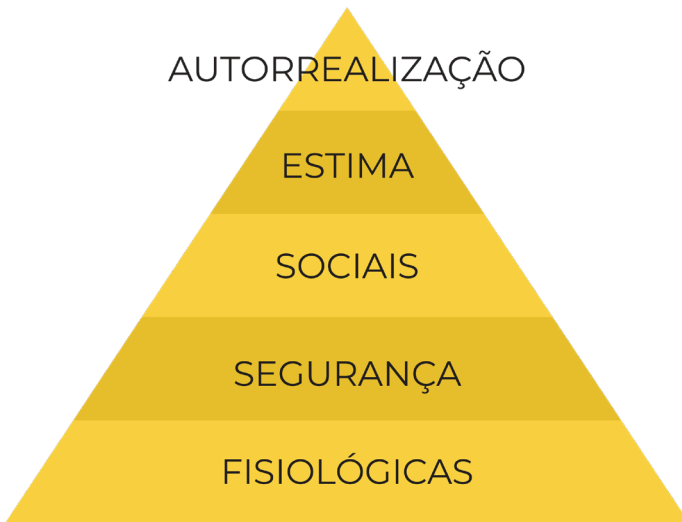 AUTORREALIZAÇÃO
ESTIMA
SOCIAIS
SEGURANÇA
FISIOLÓGICAS